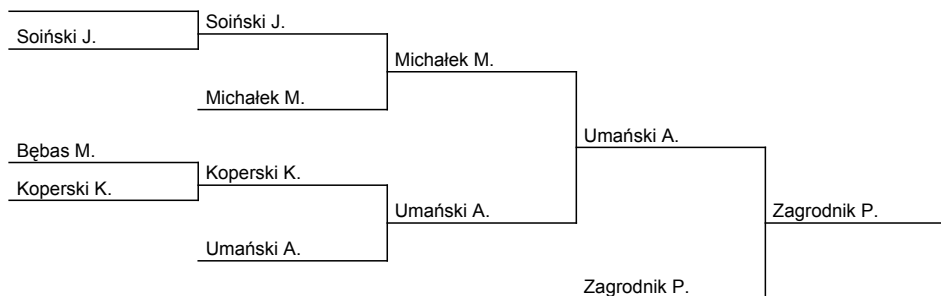 Soiński J.
Soiński J.
Michałek M.
Michałek M.
Umański A.
Bębas M.
Koperski K.
Koperski K.
Umański A.
Zagrodnik P.
Umański A.
Zagrodnik P.